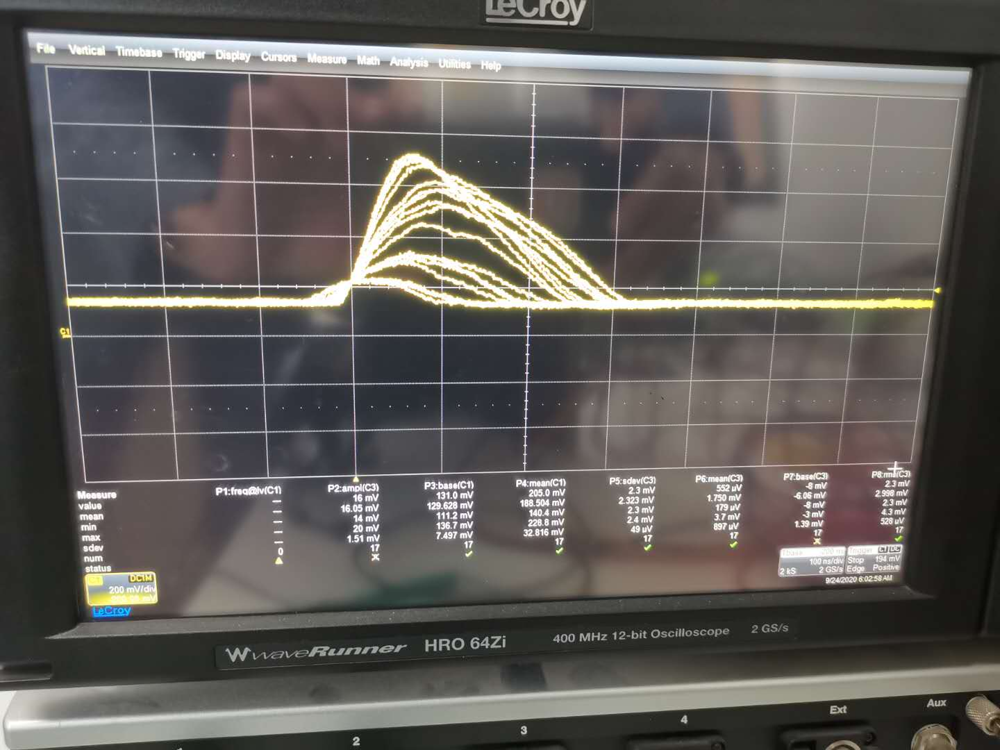 LeCroy
File Vertical Timebase Trigger Display Cursors Measure Math Analysis Utilities Help
C1
Measure P1:freq@lv(C1) P2:ampl(C3) P3:base(C1) P4:mean(C1) P5:sdev(C3) P6:mean(C3) P7:base(C3) P8:rms(C3)
value --- 16 mV 131.0 mV 205.0 mV 2.3 mV 552 µV -8 mV 2.3 mV
mean --- 16.05 mV 129.628 mV 188.504 mV 2.323 mV 1.750 mV -6.06 mV 2.998 mV
min --- 14 mV 111.2 mV 140.4 mV 2.3 mV 179 µV -8 mV 2.3 mV
max --- 20 mV 136.7 mV 228.8 mV 2.4 mV 3.7 mV -3 mV 4.3 mV
sdev --- 1.51 mV 7.497 mV 32.816 mV 49 µV 897 µV 1.39 mV 528 µV
num 0 17 17 17 17 17 17 17
status
C1 DC1M
200 mV/div
LeCroy
Tbase -200 ns
100 ns/div
2 kS 2 GS/s
Trigger C1 DC
Stop 194 mV
Edge Positive
9/24/2020 6:02:58 AM
waveRunner HRO 64Zi 400 MHz 12-bit Oscilloscope 2 GS/s
2 3 4 Ext Aux